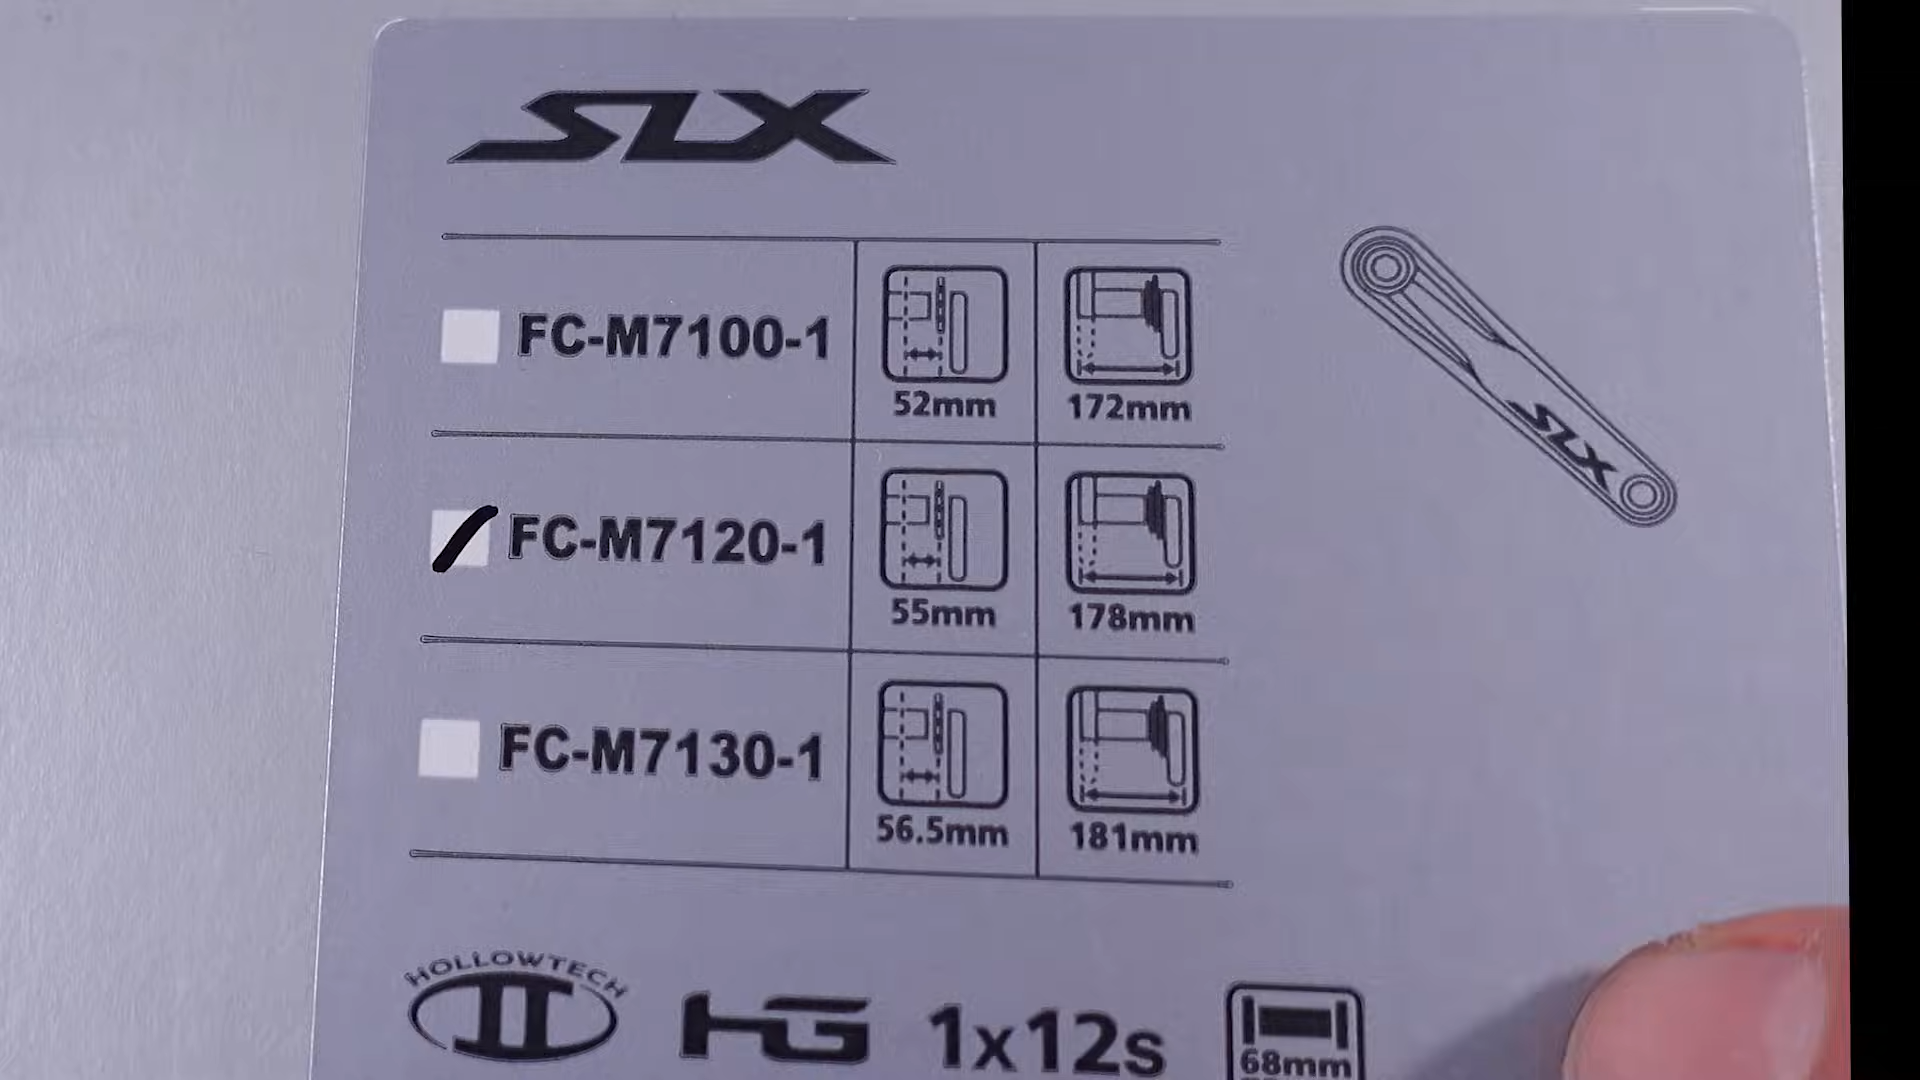 SLX
FC-M7100-1
52mm
172mm
SLX
FC-M7120-1
55mm
178mm
FC-M7130-1
56.5mm
181mm
HOLLOWTECH
II
HG
1x12s
68mm